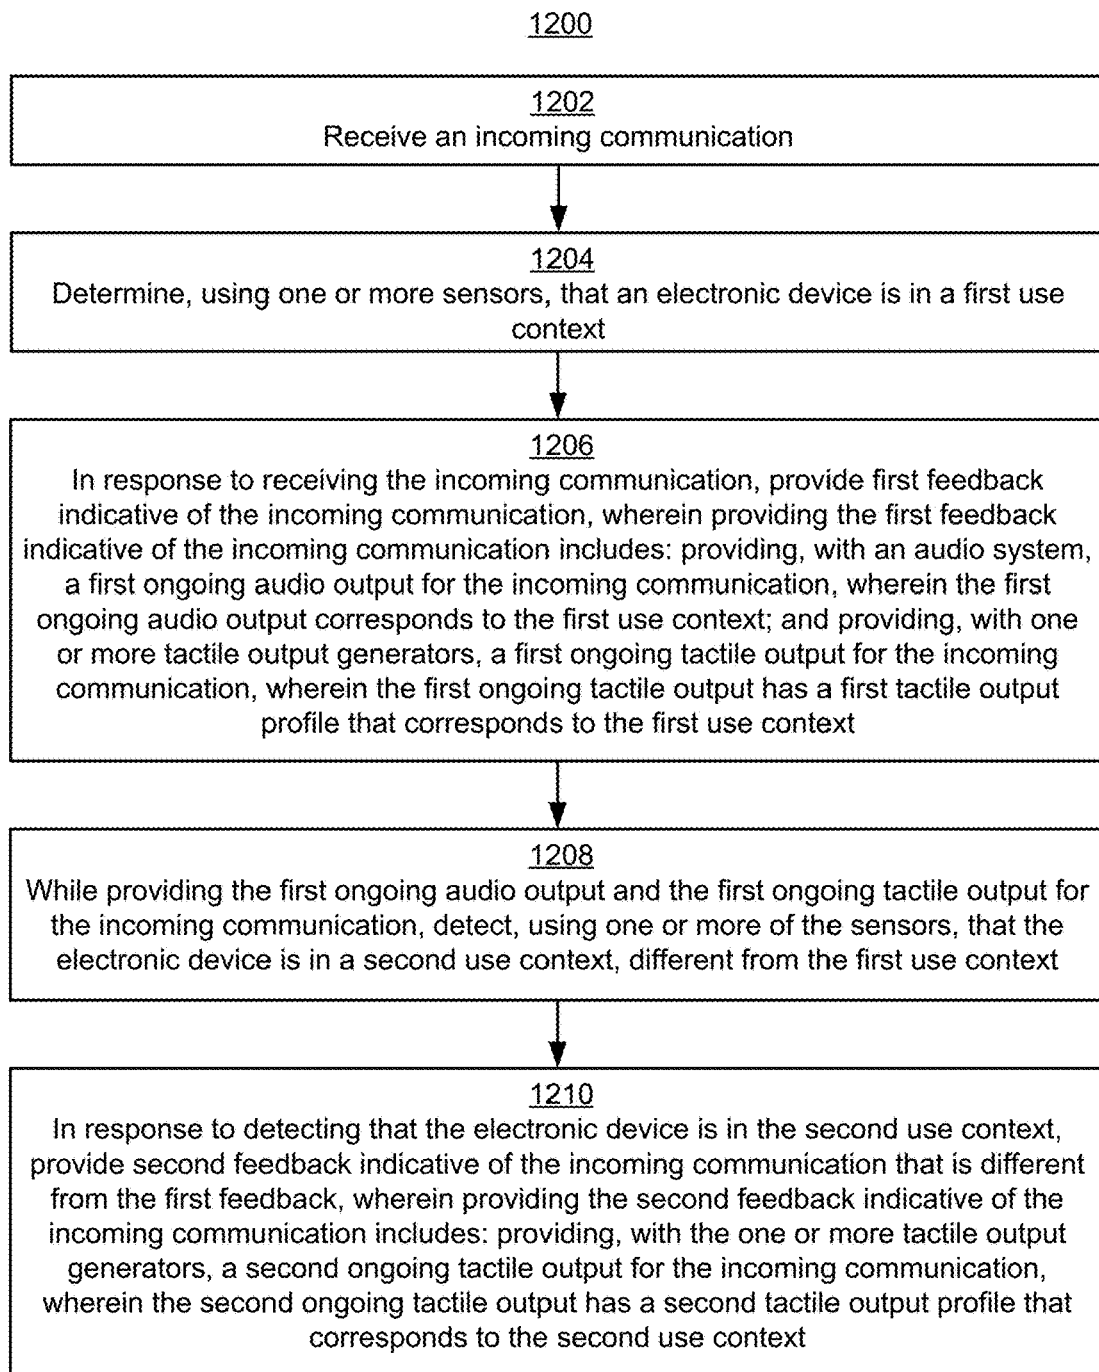 1200
1202
Receive an incoming communication
1204
Determine, using one or more sensors, that an electronic device is in a first use
context
1206
In response to receiving the incoming communication, provide first feedback
indicative of the incoming communication, wherein providing the first feedback
indicative of the incoming communication includes: providing, with an audio system,
a first ongoing audio output for the incoming communication, wherein the first
ongoing audio output corresponds to the first use context; and providing, with one
or more tactile output generators, a first ongoing tactile output for the incoming
communication, wherein the first ongoing tactile output has a first tactile output
profile that corresponds to the first use context
1208
While providing the first ongoing audio output and the first ongoing tactile output for
the incoming communication, detect, using one or more of the sensors, that the
electronic device is in a second use context, different from the first use context
1210
In response to detecting that the electronic device is in the second use context,
provide second feedback indicative of the incoming communication that is different
from the first feedback, wherein providing the second feedback indicative of the
incoming communication includes: providing, with the one or more tactile output
generators, a second ongoing tactile output for the incoming communication,
wherein the second ongoing tactile output has a second tactile output profile that
corresponds to the second use context